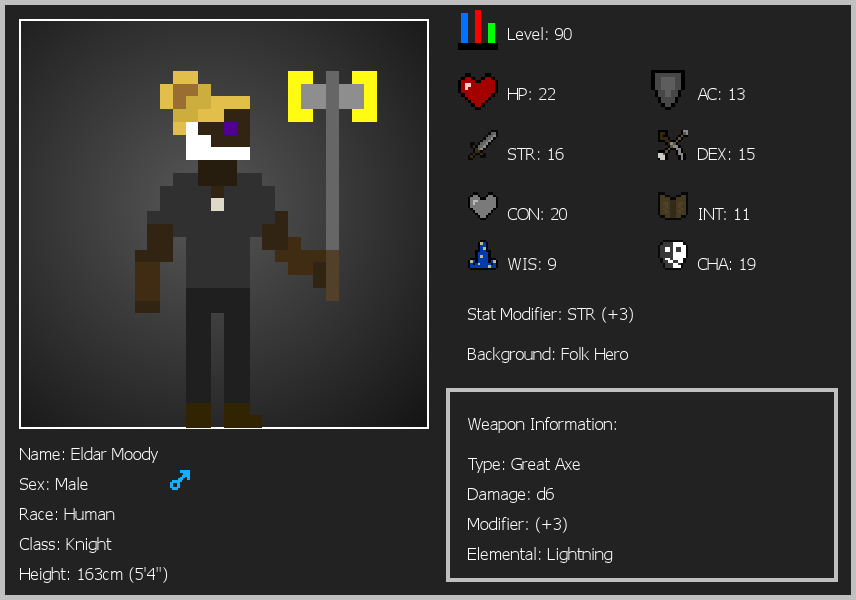 Level: 90
HP: 22
AC: 13
STR: 16
DEX: 15
CON: 20
INT: 11
WIS: 9
CHA: 19
Stat Modifier: STR (+3)
Background: Folk Hero
Weapon Information:
Type: Great Axe
Damage: d6
Modifier: (+3)
Elemental: Lightning
Name: Eldar Moody
Sex: Male
Race: Human
Class: Knight
Height: 163cm (5'4")